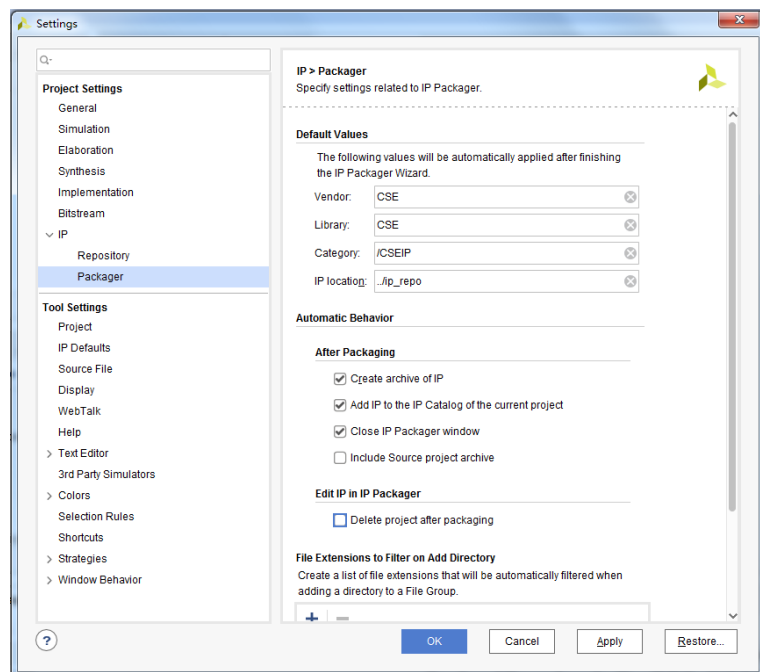 Settings
Q-
Project Settings
General
Simulation
Elaboration
Synthesis
Implementation
Bitstream
IP
Repository
Packager
Tool Settings
Project
IP Defaults
Source File
Display
WebTalk
Help
Text Editor
3rd Party Simulators
Colors
Selection Rules
Shortcuts
Strategies
Window Behavior
IP > Packager
Specify settings related to IP Packager.
Default Values
The following values will be automatically applied after finishing
the IP Packager Wizard.
Vendor: CSE
Library: CSE
Category: /CSEIP
IP location: ../ip_repo
Automatic Behavior
After Packaging
Create archive of IP
Add IP to the IP Catalog of the current project
Close IP Packager window
Include Source project archive
Edit IP in IP Packager
Delete project after packaging
File Extensions to Filter on Add Directory
Create a list of file extensions that will be automatically filtered when
adding a directory to a File Group.
?
OK Cancel Apply Restore...